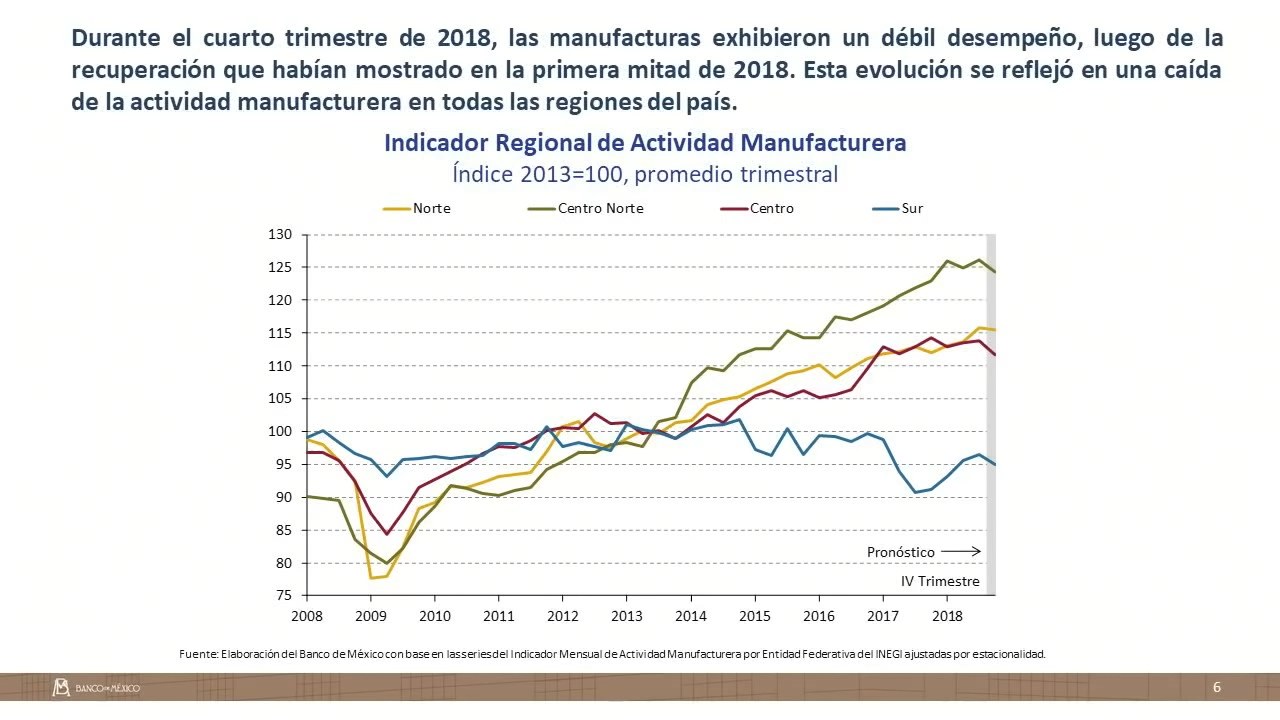 Durante el cuarto trimestre de 2018, las manufacturas exhibieron un débil desempeño, luego de la
recuperación que habían mostrado en la primera mitad de 2018. Esta evolución se reflejó en una caída
de la actividad manufacturera en todas las regiones del país.
Indicador Regional de Actividad Manufacturera
Índice 2013=100, promedio trimestral
Norte Centro Norte Centro Sur
130
125
120
115
110
105
100
95
90
85
80
75
Pronóstico
IV Trimestre
2008 2009 2010 2011 2012 2013 2014 2015 2016 2017 2018
Fuente: Elaboración del Banco de México con base en las series del Indicador Mensual de Actividad Manufacturera por Entidad Federativa del INEGI ajustadas por estacionalidad.
BANCO DE MÉXICO
6